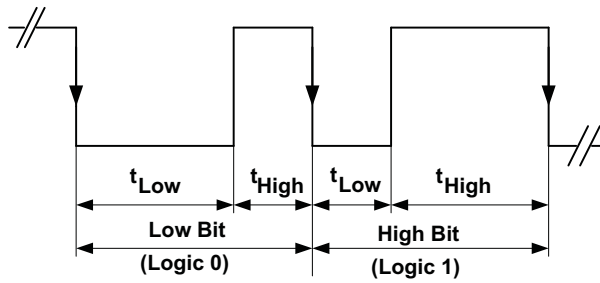 tLow
tHigh
tLow
tHigh
Low Bit
(Logic 0)
High Bit
(Logic 1)